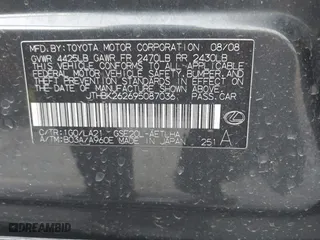 MFD. BY: TOYOTA MOTOR CORPORATION 08/08
GVWR 4425LB GAWR FR 2470LB RR 2430LB
THIS VEHICLE CONFORMS TO ALL APPLICABLE
FEDERAL MOTOR VEHICLE SAFETY, BUMPER, AND
THEFT PREVENTION STANDARDS IN EFFECT ON
THE DATE OF MANUFACTURE SHOWN ABOVE.
JTHBK262695087036 PASS.CAR
C/TR:1G0/LA21 -GSE20L-AETLHA
A/TM:B03A/A960E MADE IN JAPAN 251 A
DREAMBID